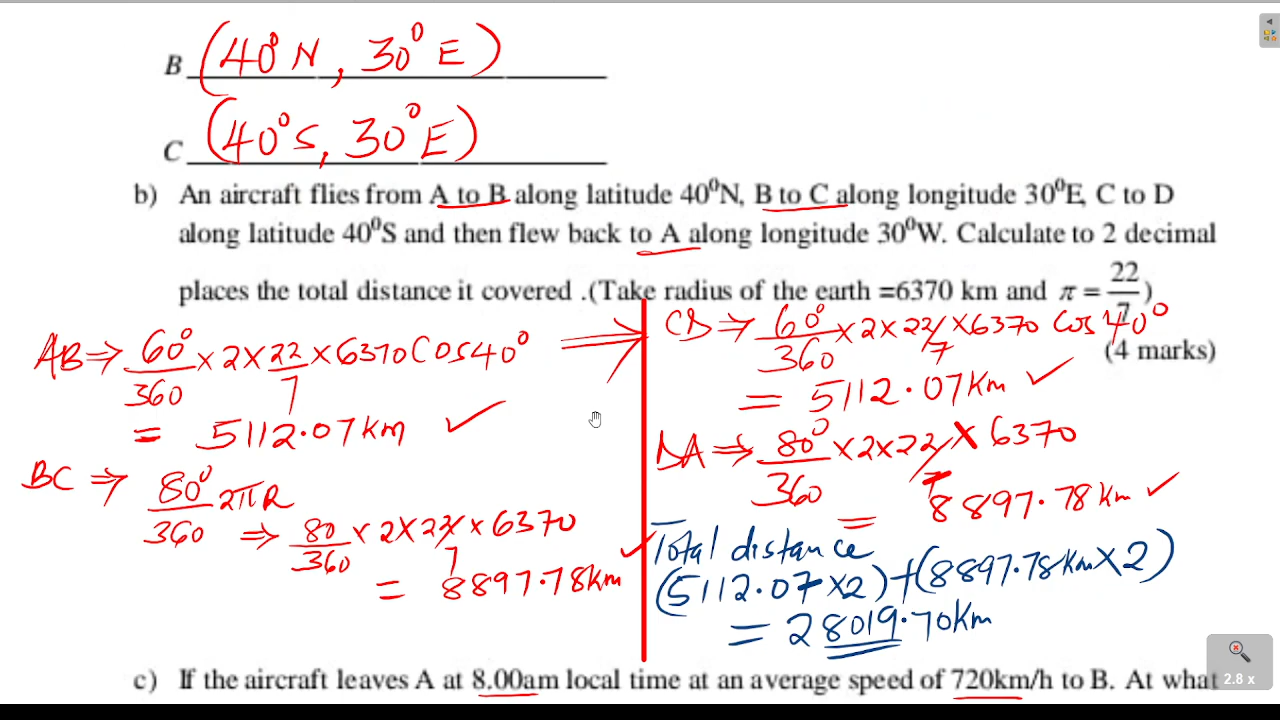 B (40°N, 30°E)
C (40°S, 30°E)
b) An aircraft flies from A to B along latitude 40⁰N, B to C along longitude 30⁰E, C to D
along latitude 40⁰S and then flew back to A along longitude 30⁰W. Calculate to 2 decimal
places the total distance it covered .(Take radius of the earth =6370 km and π = 22/7)
(4 marks)
AB ⇒ 60°/360 × 2 × 22/7 × 6370 Cos 40°
= 5112.07 km ✓
BC ⇒ 80°/360 2πR
⇒ 80/360 × 2 × 22/7 × 6370
= 8897.78 km ✓
CD ⇒ 60°/360 × 2 × 22/7 × 6370 Cos 40°
= 5112.07 Km ✓
DA ⇒ 80°/360 × 2 × 22/7 × 6370
= 8897.78 Km ✓
Total distance
(5112.07 × 2) + (8897.78 Km × 2)
= 28019.70 Km
c) If the aircraft leaves A at 8.00am local time at an average speed of 720km/h to B. At what
2.8 x